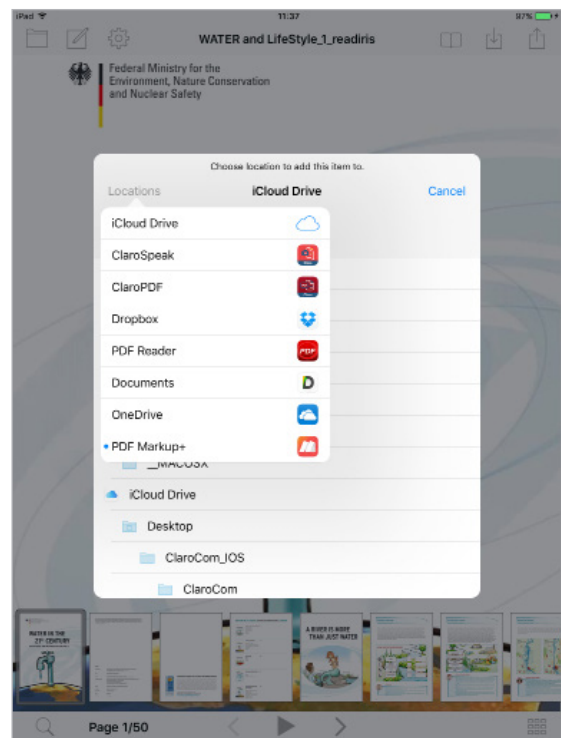 iPad 11:37 97%
WATER and LifeStyle_1_readiris
Federal Ministry for the
Environment, Nature Conservation
and Nuclear Safety
Choose location to add this item to.
Locations iCloud Drive Cancel
iCloud Drive
ClaroSpeak
ClaroPDF
Dropbox
PDF Reader
PDF
Documents
D
OneDrive
PDF Markup+
__MACOSX
iCloud Drive
Desktop
ClaroCom_IOS
ClaroCom
WATER IN THE
21st CENTURY
A RIVER IS MORE
THAN JUST WATER
Page 1/50